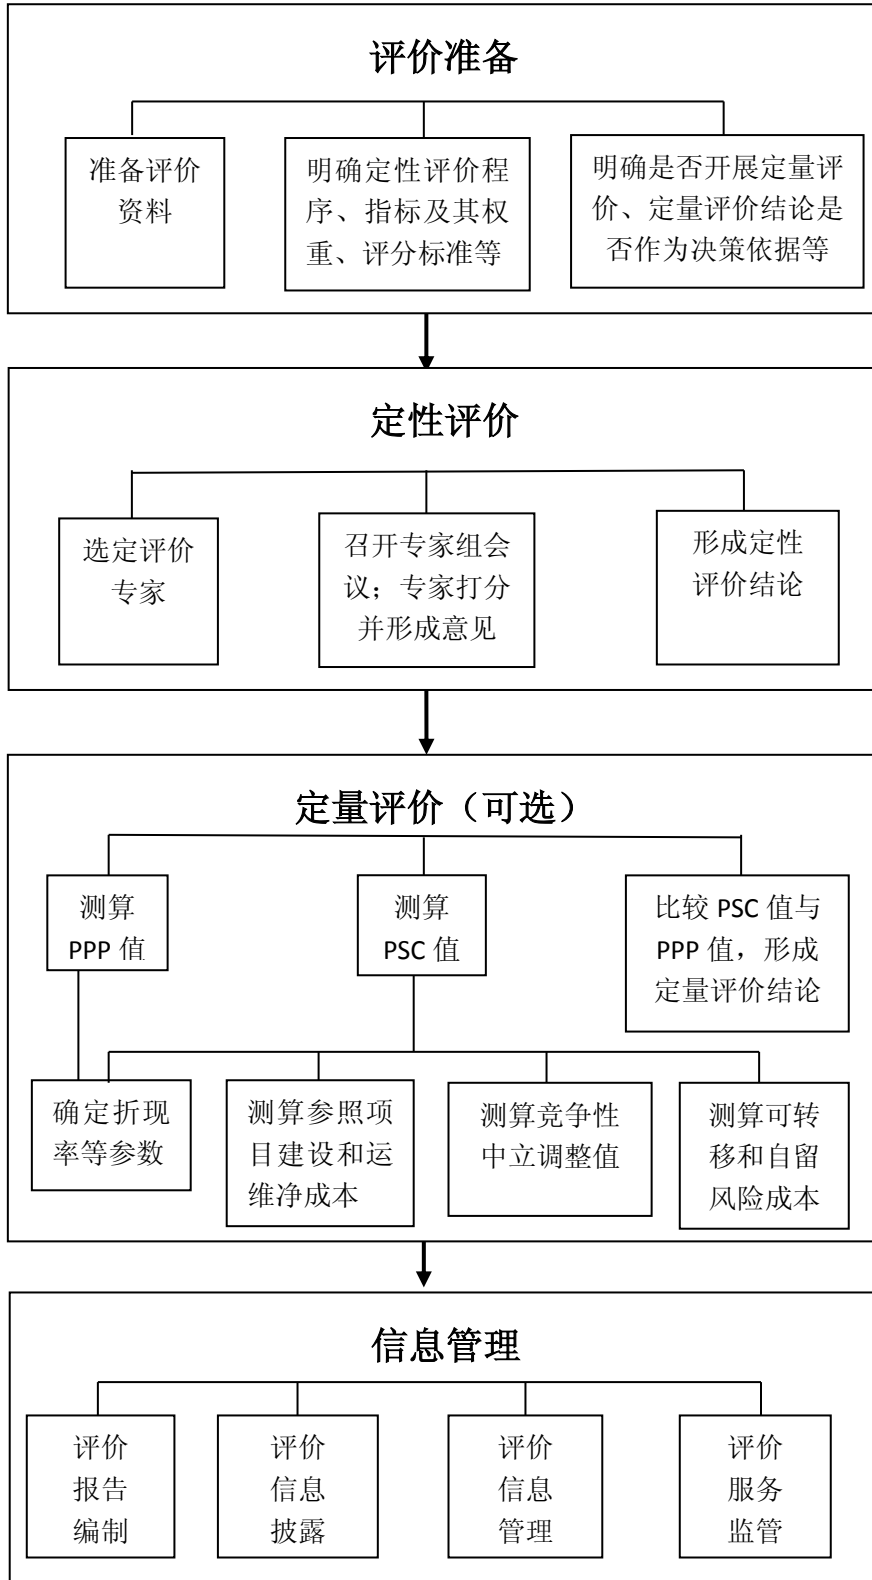 评价准备
准备评价
资料
明确定性评价程
序、指标及其权
重、评分标准等
明确是否开展定量评
价、定量评价结论是
否作为决策依据等
定性评价
选定评价
专家
召开专家组会
议；专家打分
并形成意见
形成定性
评价结论
定量评价（可选）
测算
PPP 值
测算
PSC 值
比较 PSC 值与
PPP 值，形成
定量评价结论
确定折现
率等参数
测算参照项
目建设和运
维净成本
测算竞争性
中立调整值
测算可转
移和自留
风险成本
信息管理
评价
报告
编制
评价
信息
披露
评价
信息
管理
评价
服务
监管